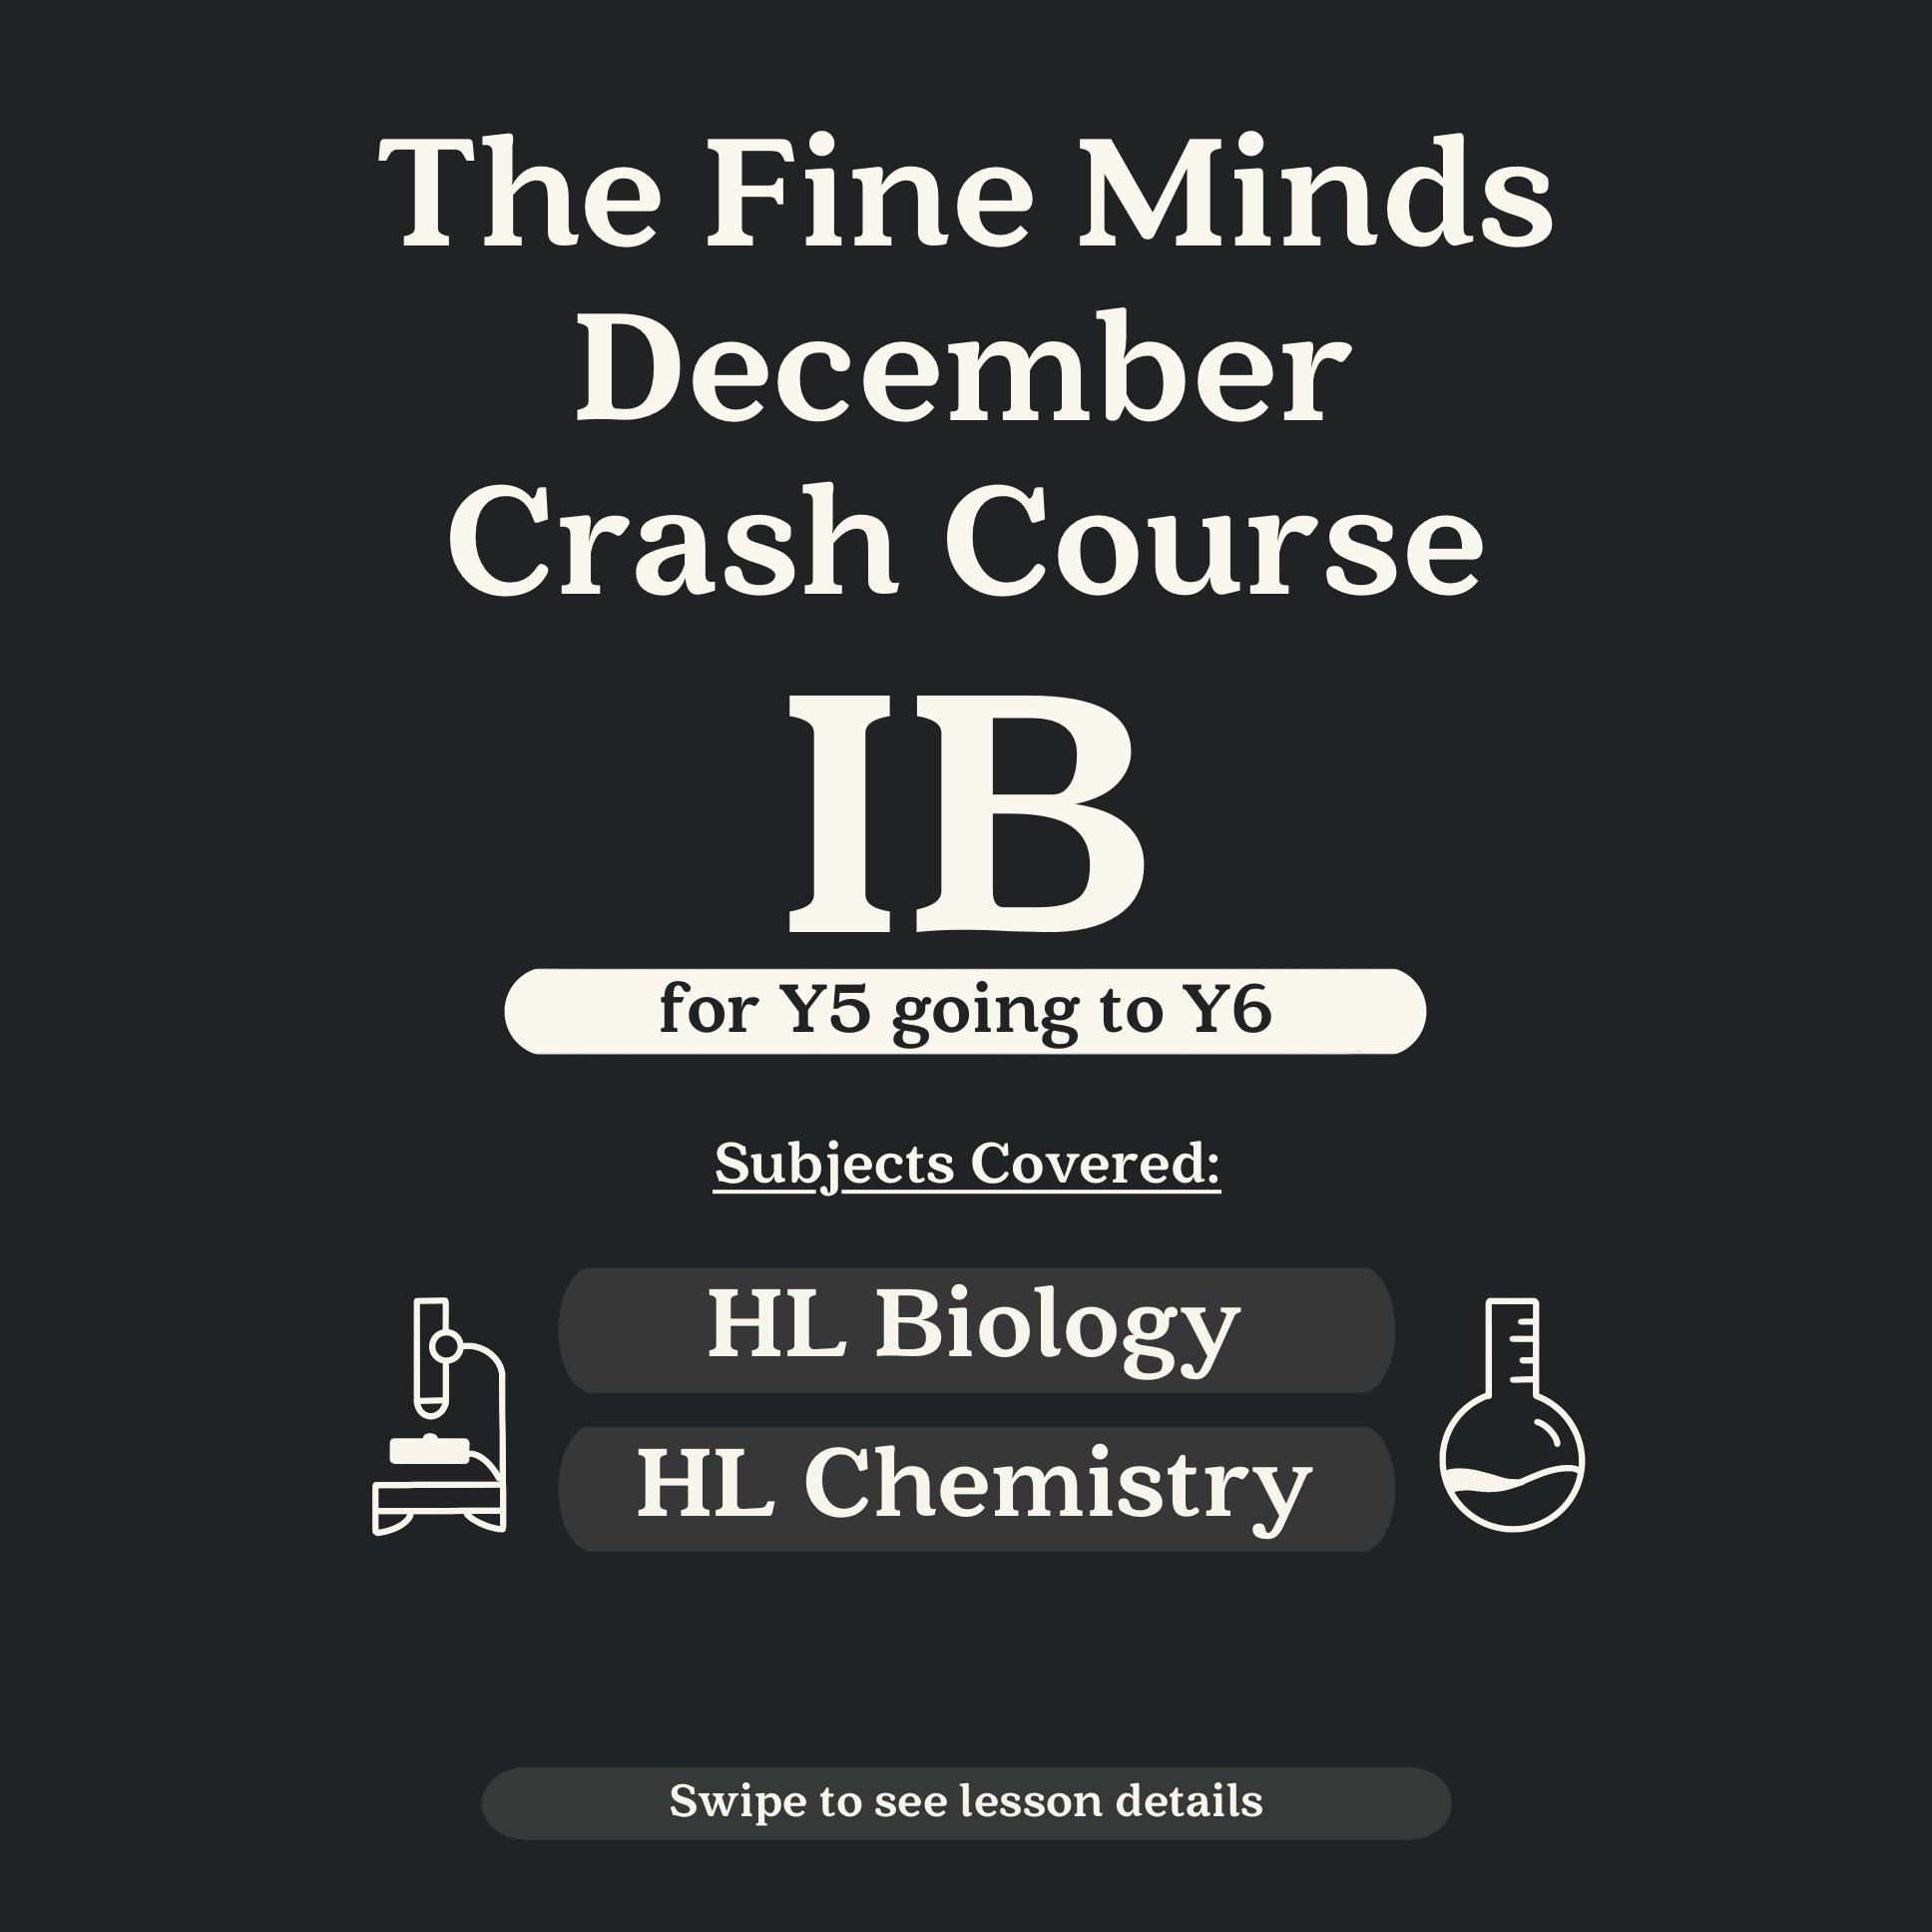 The Fine Minds
December
Crash Course
IB
for Y5 going to Y6
Subjects Covered:
HL Biology
HL Chemistry
Swipe to see lesson details